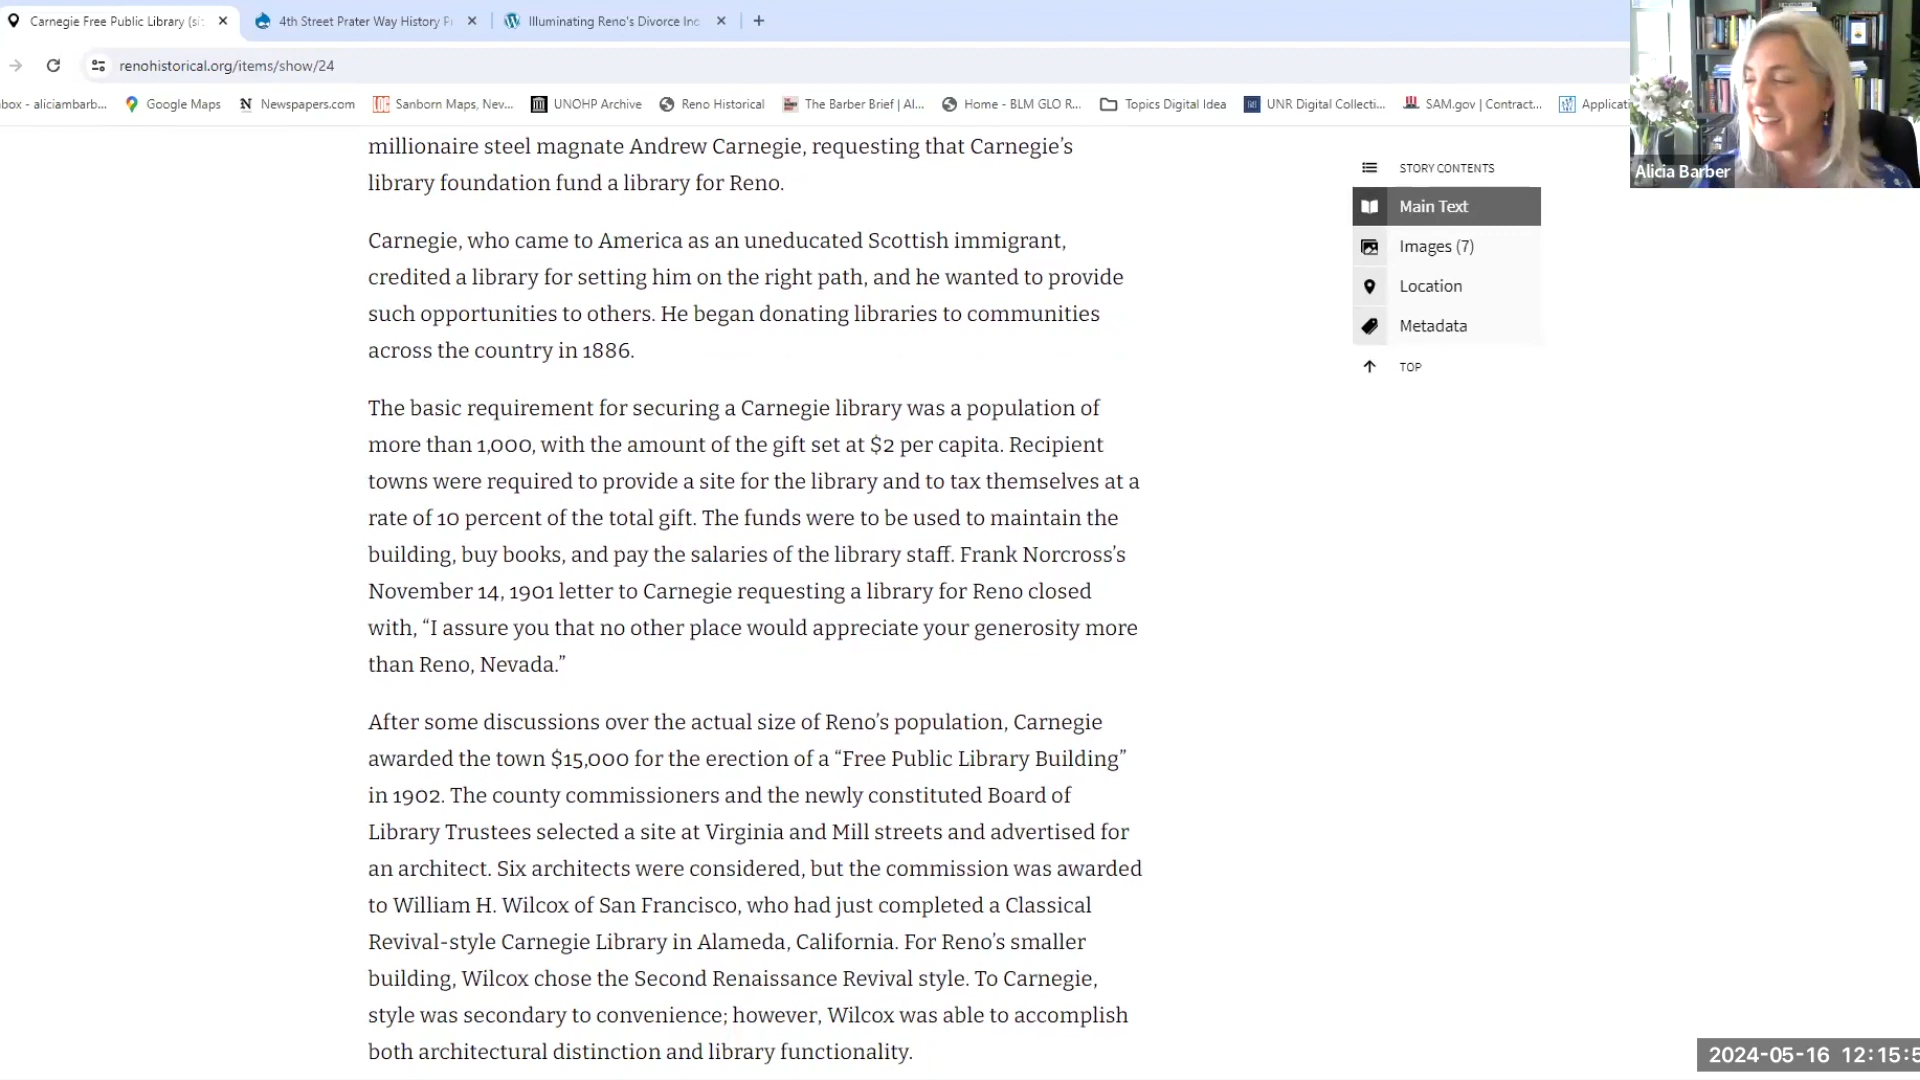 Carnegie Free Public Library (si
4th Street Prater Way History P
Illuminating Reno's Divorce Ind
renohistorical.org/items/show/24
box - aliciambarb...
Google Maps
Newspapers.com
Sanborn Maps, Nev...
UNOHP Archive
Reno Historical
The Barber Brief | Al...
Home - BLM GLO R...
Topics Digital Idea
UNR Digital Collecti...
SAM.gov | Contract...
Applicati
Alicia Barber
millionaire steel magnate Andrew Carnegie, requesting that Carnegie’s
library foundation fund a library for Reno.
Carnegie, who came to America as an uneducated Scottish immigrant,
credited a library for setting him on the right path, and he wanted to provide
such opportunities to others. He began donating libraries to communities
across the country in 1886.
The basic requirement for securing a Carnegie library was a population of
more than 1,000, with the amount of the gift set at $2 per capita. Recipient
towns were required to provide a site for the library and to tax themselves at a
rate of 10 percent of the total gift. The funds were to be used to maintain the
building, buy books, and pay the salaries of the library staff. Frank Norcross’s
November 14, 1901 letter to Carnegie requesting a library for Reno closed
with, “I assure you that no other place would appreciate your generosity more
than Reno, Nevada.”
After some discussions over the actual size of Reno’s population, Carnegie
awarded the town $15,000 for the erection of a “Free Public Library Building”
in 1902. The county commissioners and the newly constituted Board of
Library Trustees selected a site at Virginia and Mill streets and advertised for
an architect. Six architects were considered, but the commission was awarded
to William H. Wilcox of San Francisco, who had just completed a Classical
Revival-style Carnegie Library in Alameda, California. For Reno’s smaller
building, Wilcox chose the Second Renaissance Revival style. To Carnegie,
style was secondary to convenience; however, Wilcox was able to accomplish
both architectural distinction and library functionality.
STORY CONTENTS
Main Text
Images (7)
Location
Metadata
TOP
2024-05-16 12:15:5